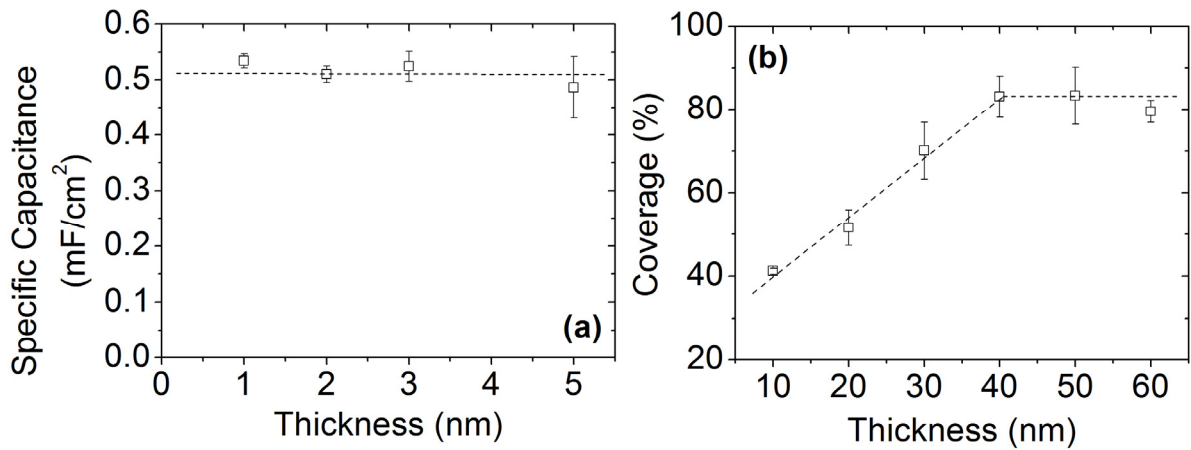 Specific Capacitance
(mF/cm²)
0.6
0.5
0.4
0.3
0.2
0.1
0.0
0 1 2 3 4 5
Thickness (nm)
(a)
Coverage (%)
100
80
60
40
20
10 20 30 40 50 60
Thickness (nm)
(b)